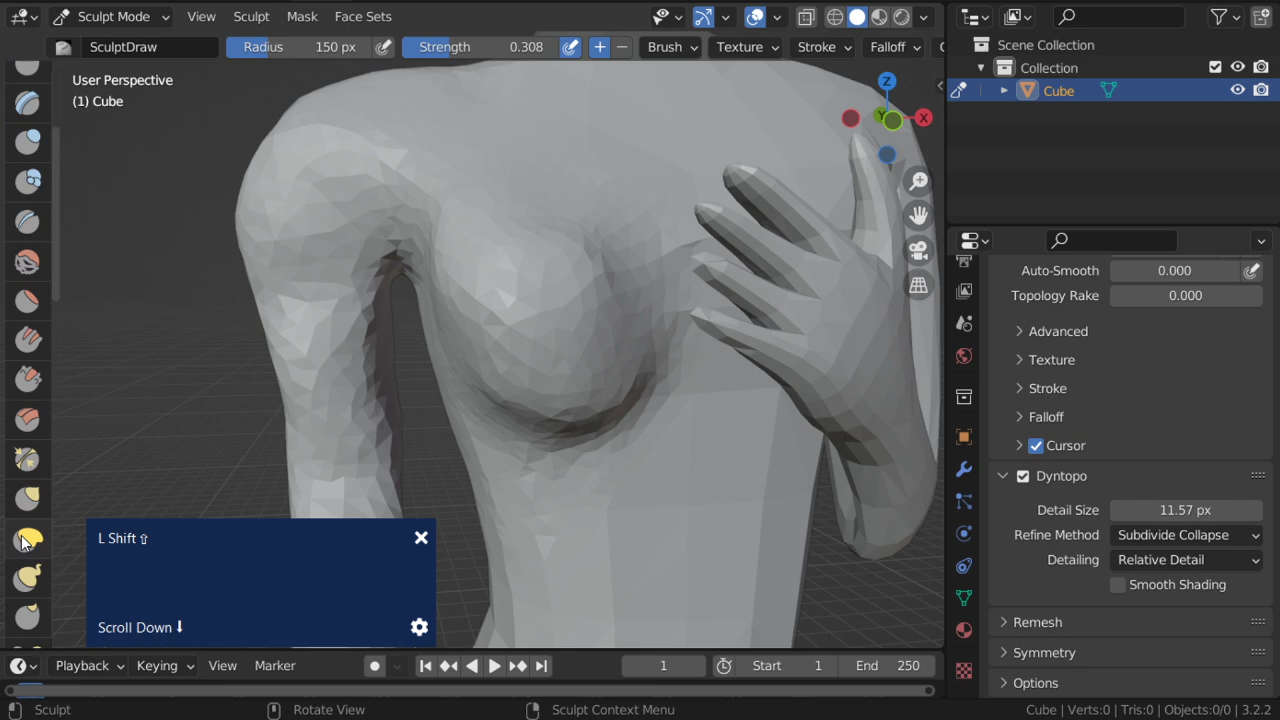 Sculpt Mode View Sculpt Mask Face Sets
SculptDraw Radius 150 px Strength 0.308 Brush Texture Stroke Falloff
User Perspective
(1) Cube
Z
Y
X
Scene Collection
Collection
Cube
Auto-Smooth 0.000
Topology Rake 0.000
Advanced
Texture
Stroke
Falloff
Cursor
Dyntopo
Detail Size 11.57 px
Refine Method Subdivide Collapse
Detailing Relative Detail
Smooth Shading
Remesh
Symmetry
Options
L Shift ⇧
Scroll Down ⬇
Playback Keying View Marker 1 Start 1 End 250
Sculpt Rotate View Sculpt Context Menu Cube | Verts:0 | Tris:0 | Objects:0/0 | 3.2.2